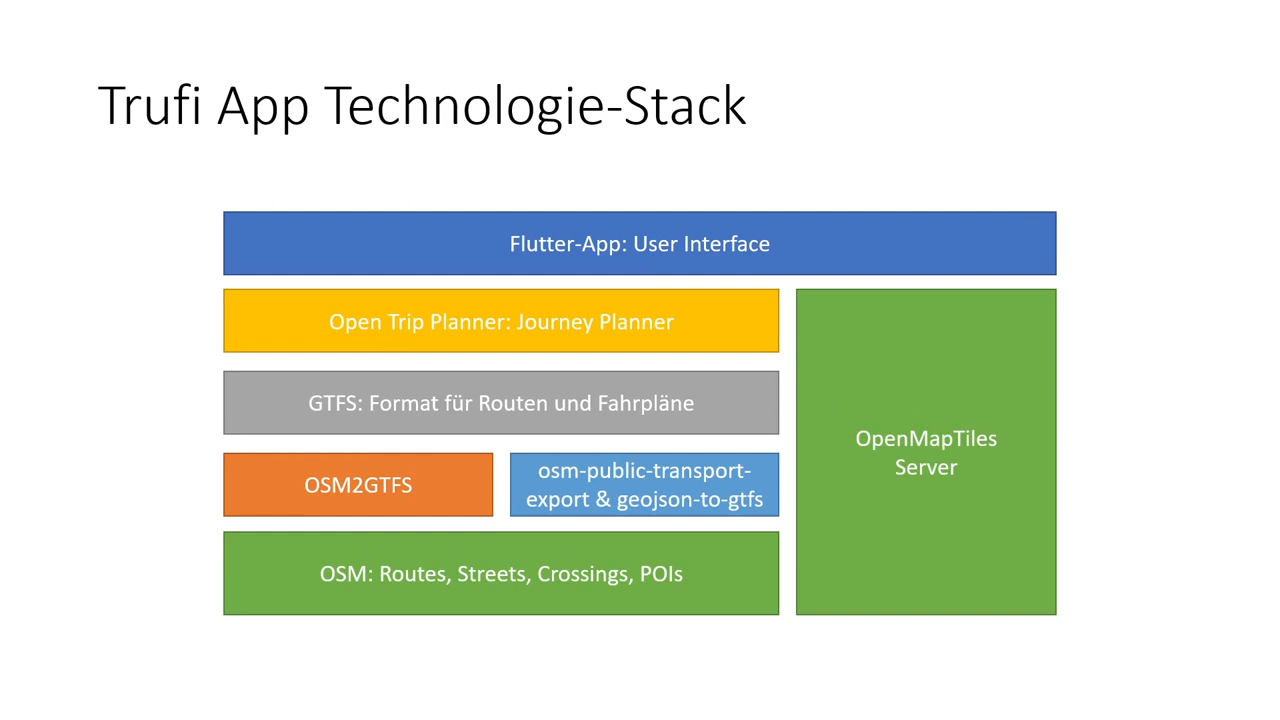 Trufi App Technologie-Stack
Flutter-App: User Interface
Open Trip Planner: Journey Planner
GTFS: Format für Routen und Fahrpläne
OSM2GTFS
osm-public-transport-
export & geojson-to-gtfs
OSM: Routes, Streets, Crossings, POIs
OpenMapTiles
Server